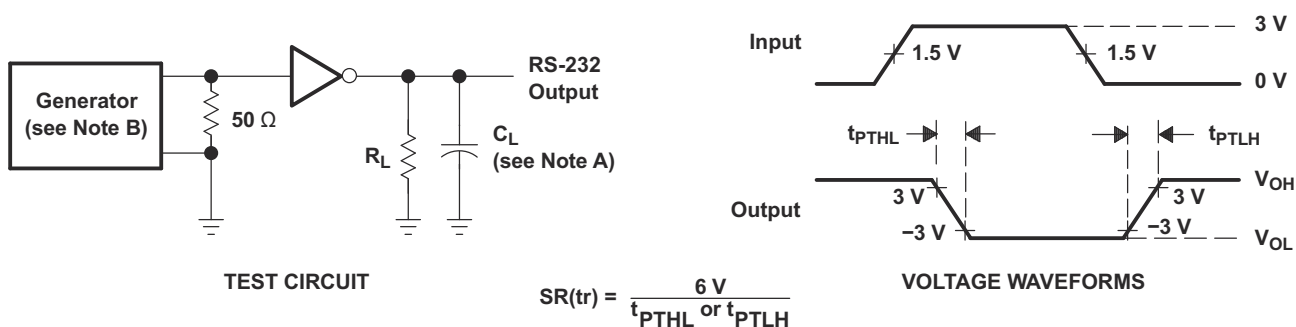 Generator
(see Note B)
50 Ω
RS-232
Output
R_L
C_L
(see Note A)
TEST CIRCUIT
Input
3 V
1.5 V
1.5 V
0 V
t_PTHL
t_PTLH
Output
V_OH
3 V
3 V
−3 V
−3 V
V_OL
VOLTAGE WAVEFORMS
SR(tr) = 6 V / t_PTHL or t_PTLH